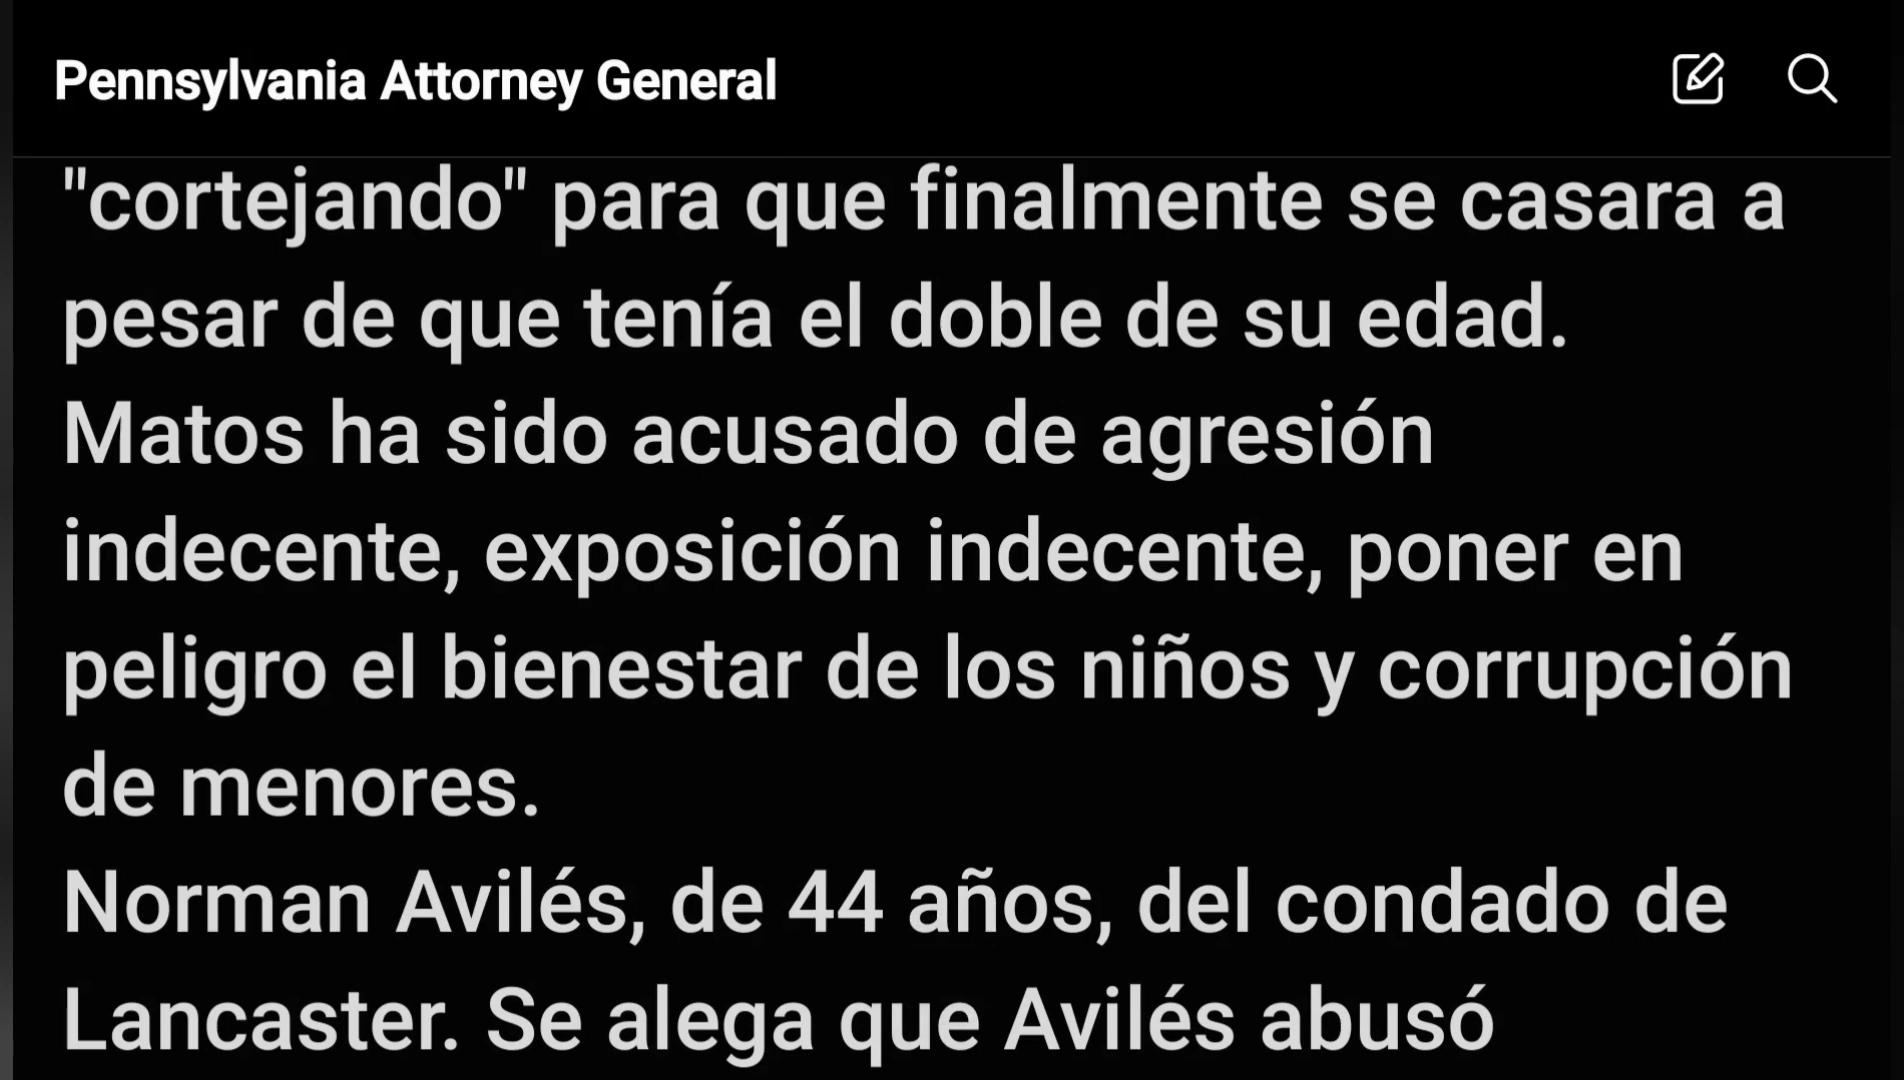 Pennsylvania Attorney General
"cortejando" para que finalmente se casara a
pesar de que tenía el doble de su edad.
Matos ha sido acusado de agresión
indecente, exposición indecente, poner en
peligro el bienestar de los niños y corrupción
de menores.
Norman Avilés, de 44 años, del condado de
Lancaster. Se alega que Avilés abusó